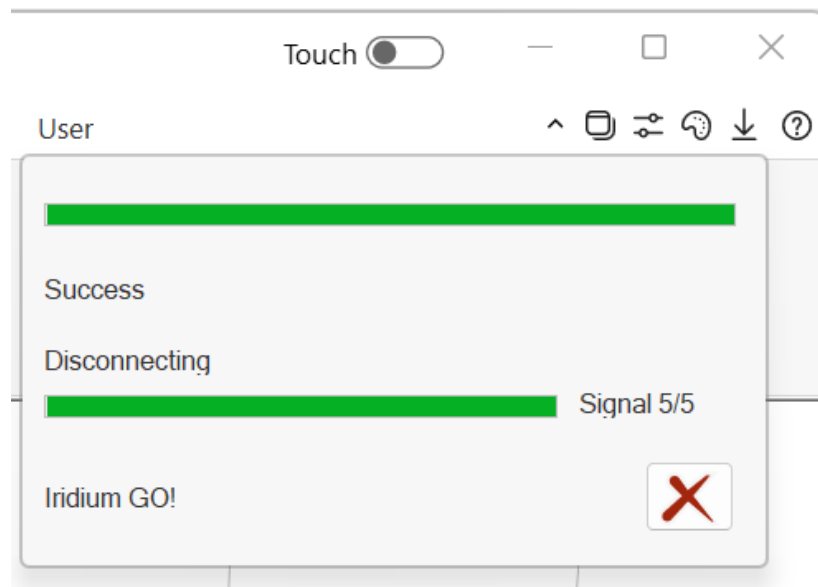 Touch
User
Success
Disconnecting
Signal 5/5
Iridium GO!